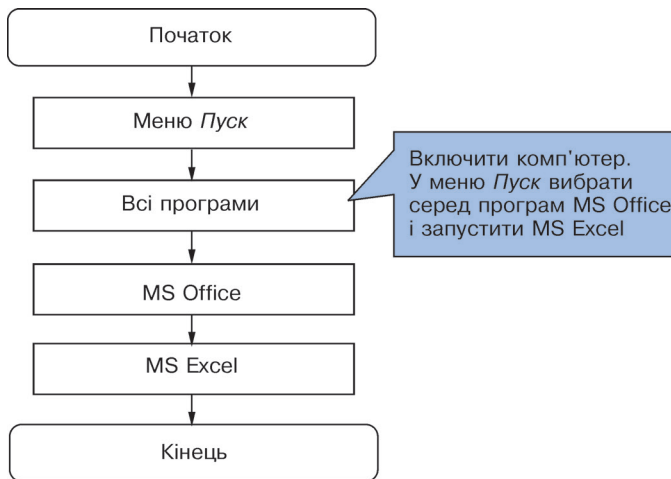 Початок
Меню Пуск
Всі програми
Включити комп'ютер.
У меню Пуск вибрати
серед програм MS Office
і запустити MS Excel
MS Office
MS Excel
Кінець